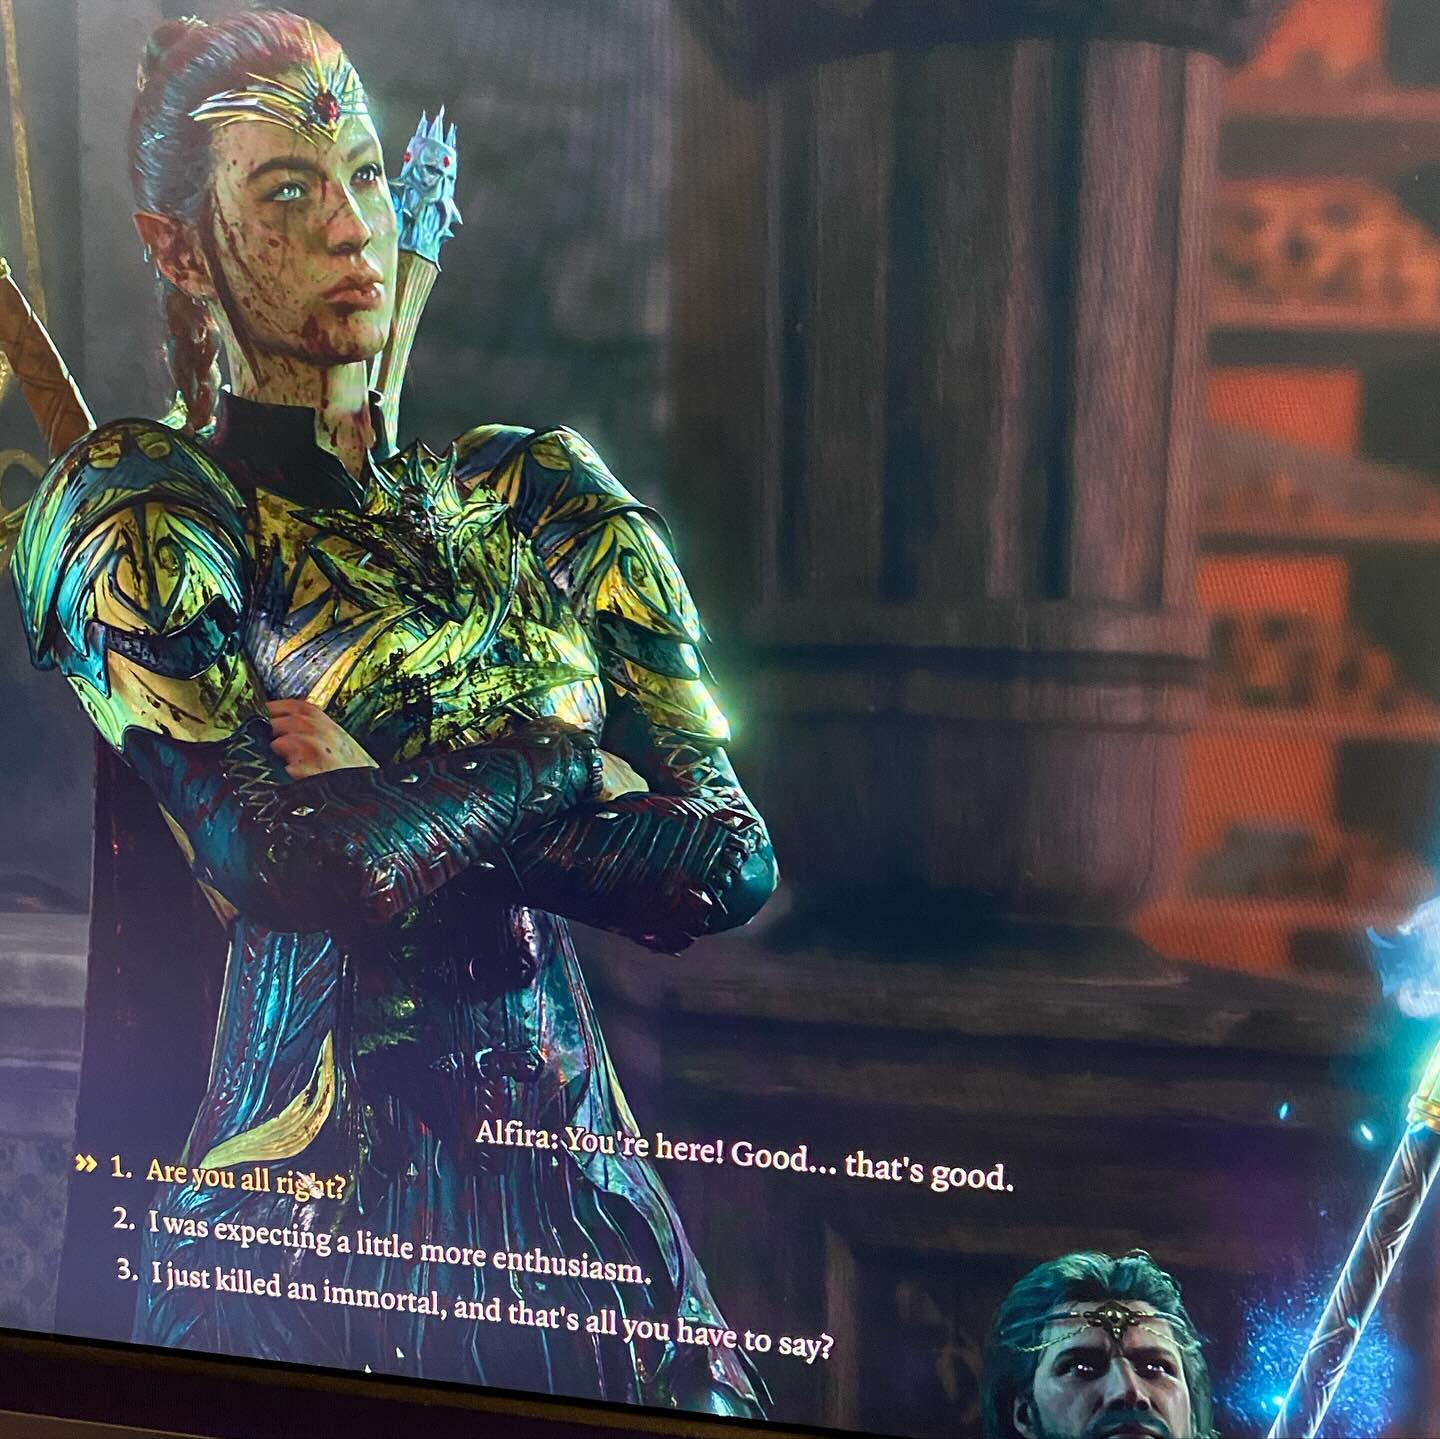 Alfira: You're here! Good... that's good.
1. Are you all right?
2. I was expecting a little more enthusiasm.
3. I just killed an immortal, and that's all you have to say?